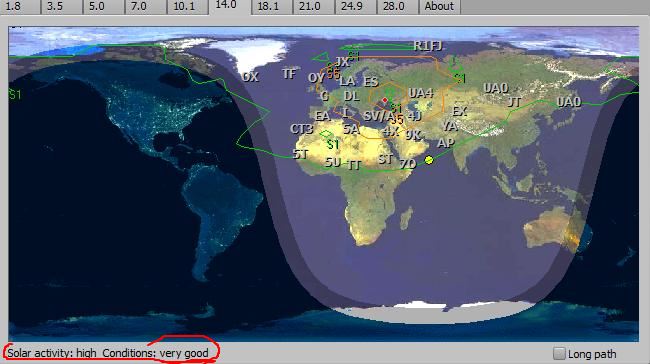 1.8 3.5 5.0 7.0 10.1 14.0 18.1 21.0 24.9 28.0 About
R1FJ
JX S1
OX TF S5 S1
OY LA ES
UA4 UA0
S1 G DL JT UA0
S1
EA I SV/A S5 4J EX
CT3 5A 4X 9K YA
S1 AP
5T 5U TT ST 7O
Solar activity: high Conditions: very good Long path